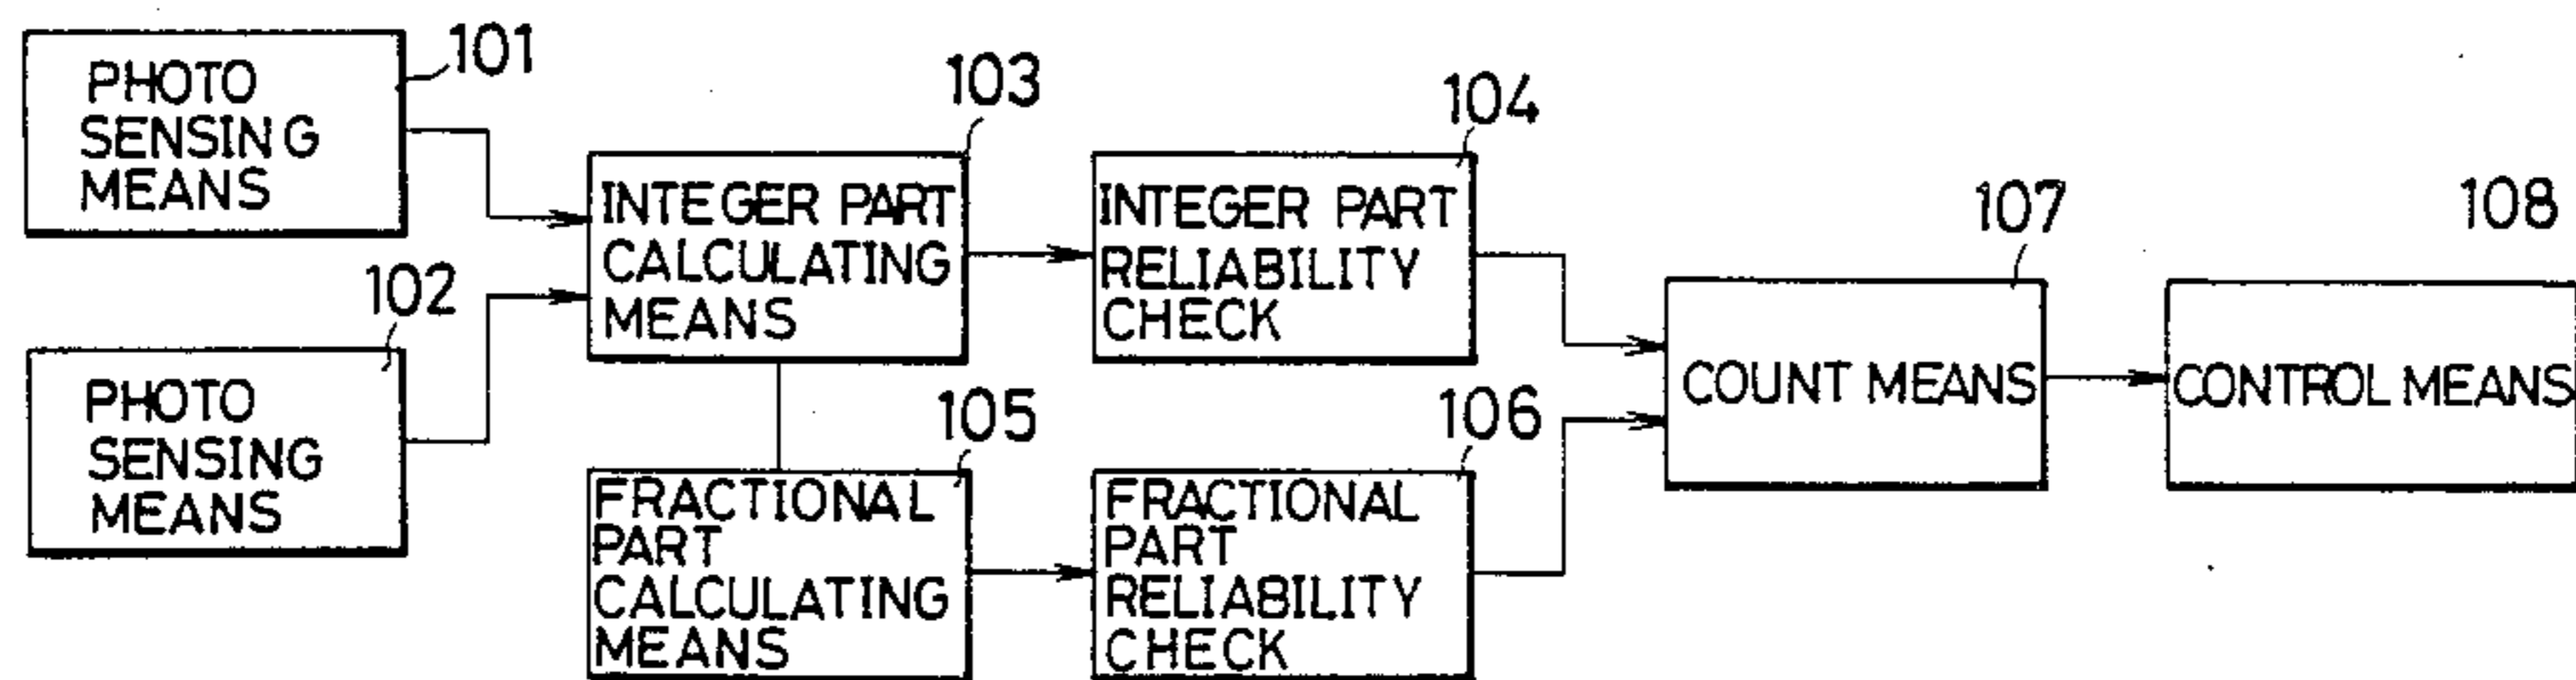 101
PHOTO
SENSING
MEANS
102
PHOTO
SENSING
MEANS
103
INTEGER PART
CALCULATING
MEANS
104
INTEGER PART
RELIABILITY
CHECK
105
FRACTIONAL
PART
CALCULATING
MEANS
106
FRACTIONAL
PART
RELIABILITY
CHECK
107
COUNT MEANS
108
CONTROL MEANS